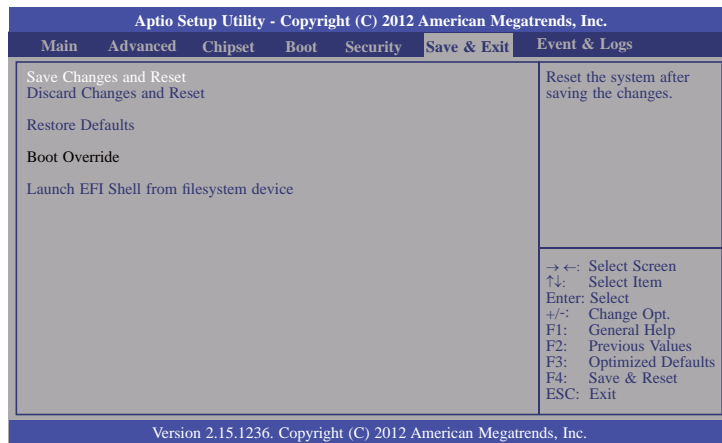 Aptio Setup Utility - Copyright (C) 2012 American Megatrends, Inc.
Main Advanced Chipset Boot Security Save & Exit Event & Logs
Save Changes and Reset
Discard Changes and Reset
Restore Defaults
Boot Override
Launch EFI Shell from filesystem device
Reset the system after
saving the changes.
→ ←: Select Screen
↑↓: Select Item
Enter: Select
+/-: Change Opt.
F1: General Help
F2: Previous Values
F3: Optimized Defaults
F4: Save & Reset
ESC: Exit
Version 2.15.1236. Copyright (C) 2012 American Megatrends, Inc.